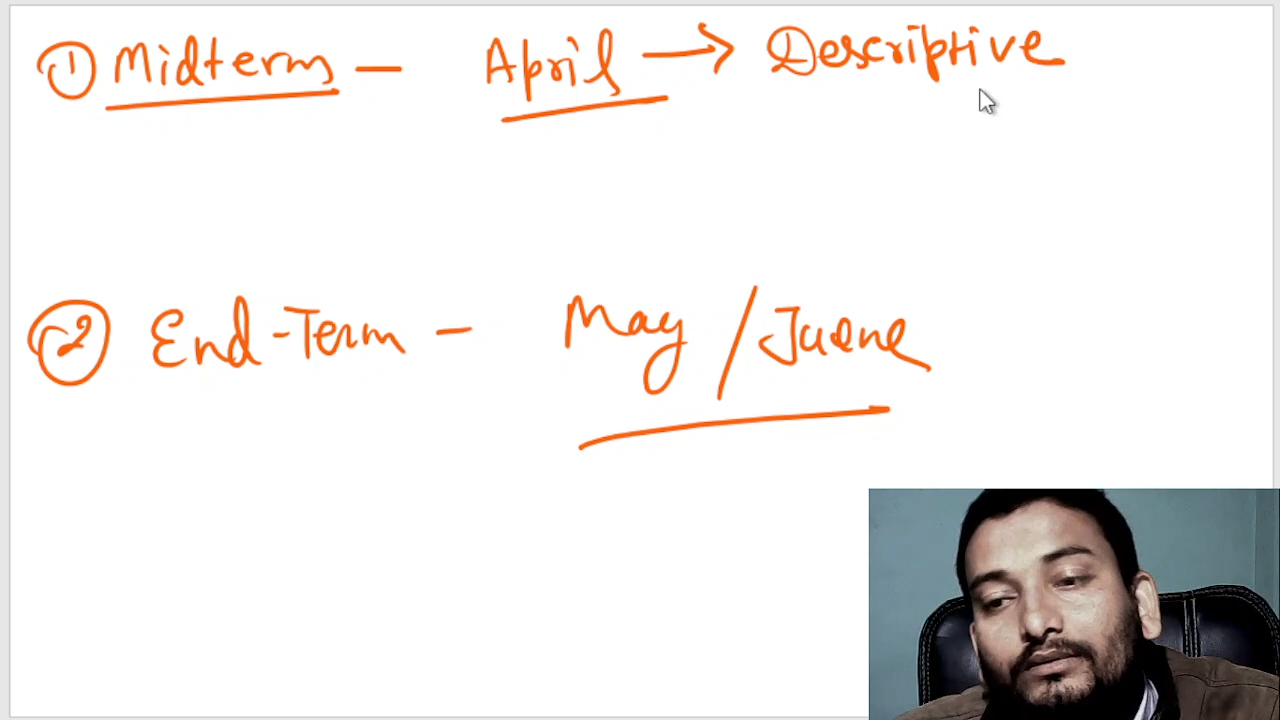 ① Midterm - April → Descriptive
② End-Term - May / Juene